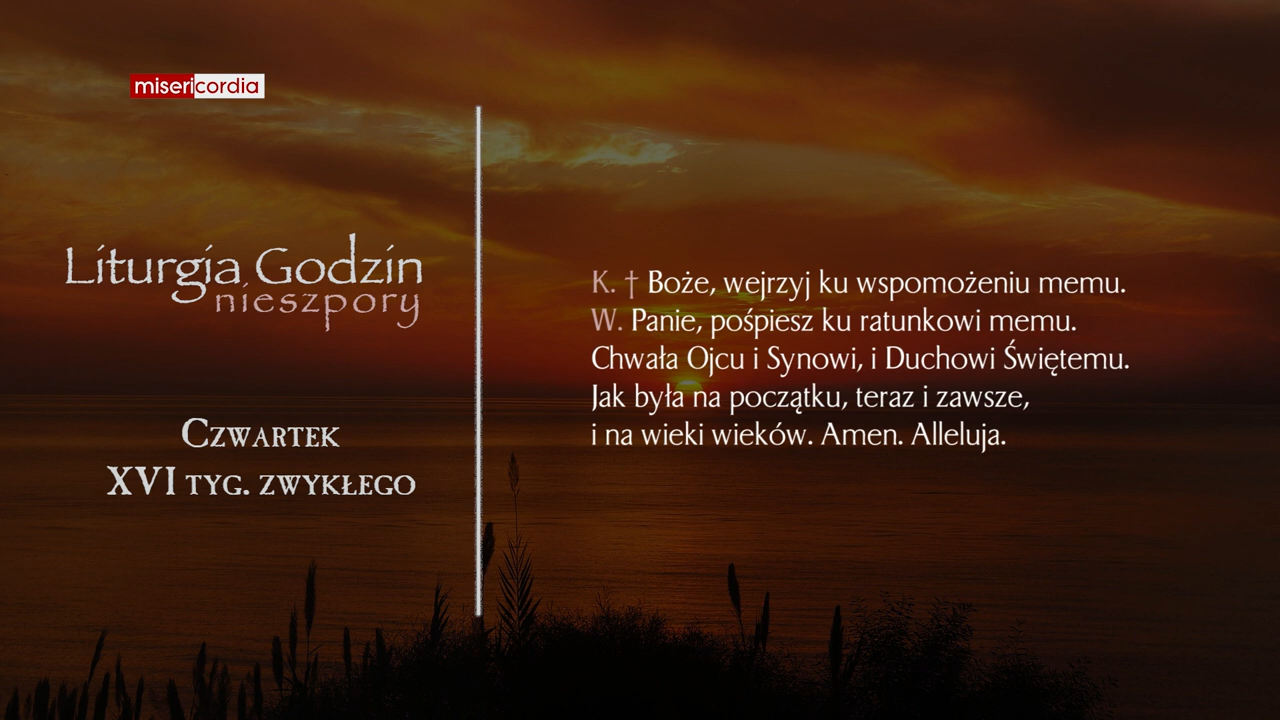 misericordia
Liturgia Godzin
nieszpory
Czwartek
XVI tyg. zwykłego
K. † Boże, wejrzyj ku wspomożeniu memu.
W. Panie, pośpiesz ku ratunkowi memu.
Chwała Ojcu i Synowi, i Duchowi Świętemu.
Jak była na początku, teraz i zawsze,
i na wieki wieków. Amen. Alleluja.